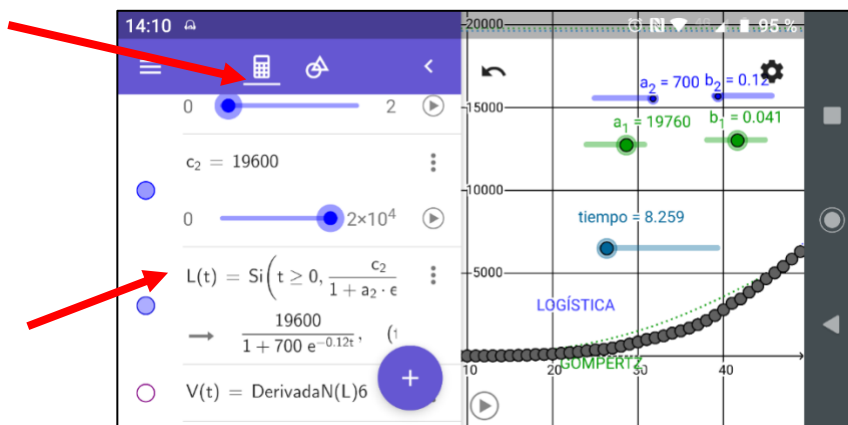 14:10
95 %
0 2
c₂ = 19600
0 2×10⁴
L(t) = Si(t ≥ 0, c₂ / (1 + a₂ · e
→ 19600 / (1 + 700 e^(−0.12t)), (t
V(t) = DerivadaN(L)6
+
20000
a₂ = 700 b₂ = 0.12
15000
a₁ = 19760 b₁ = 0.041
10000
tiempo = 8.259
5000
LOGÍSTICA
GOMPERTZ
10 20 30 40